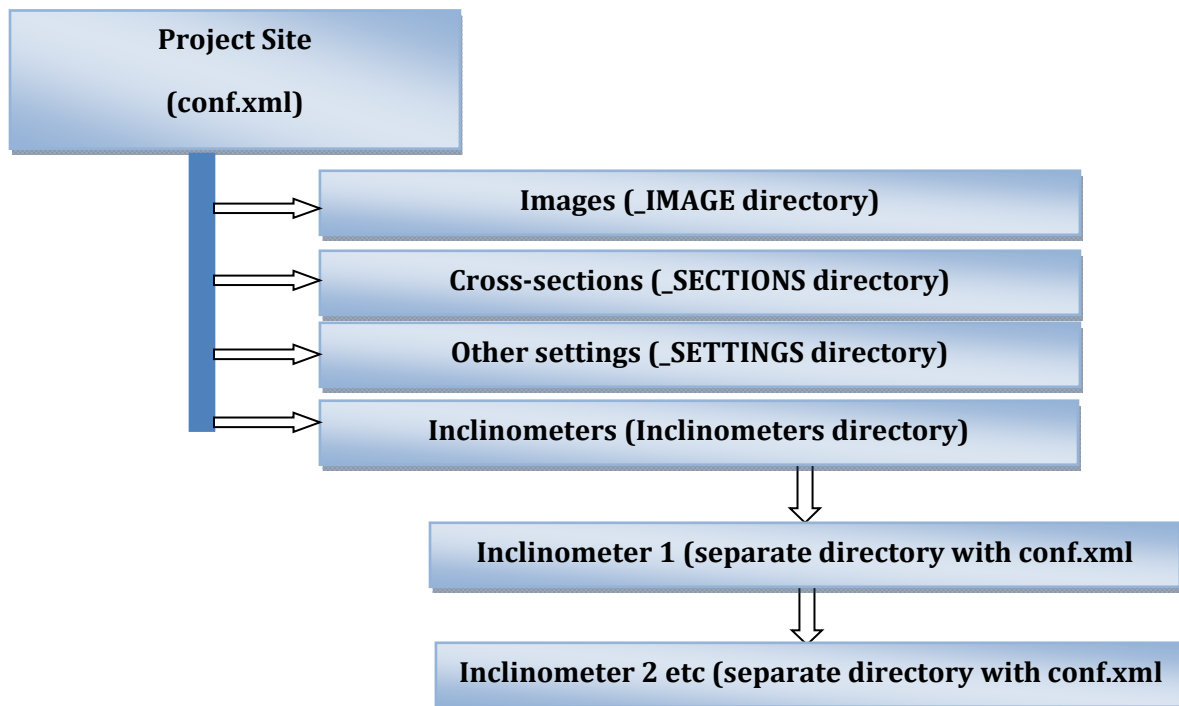 Project Site
(conf.xml)
Images (_IMAGE directory)
Cross-sections (_SECTIONS directory)
Other settings (_SETTINGS directory)
Inclinometers (Inclinometers directory)
Inclinometer 1 (separate directory with conf.xml
Inclinometer 2 etc (separate directory with conf.xml